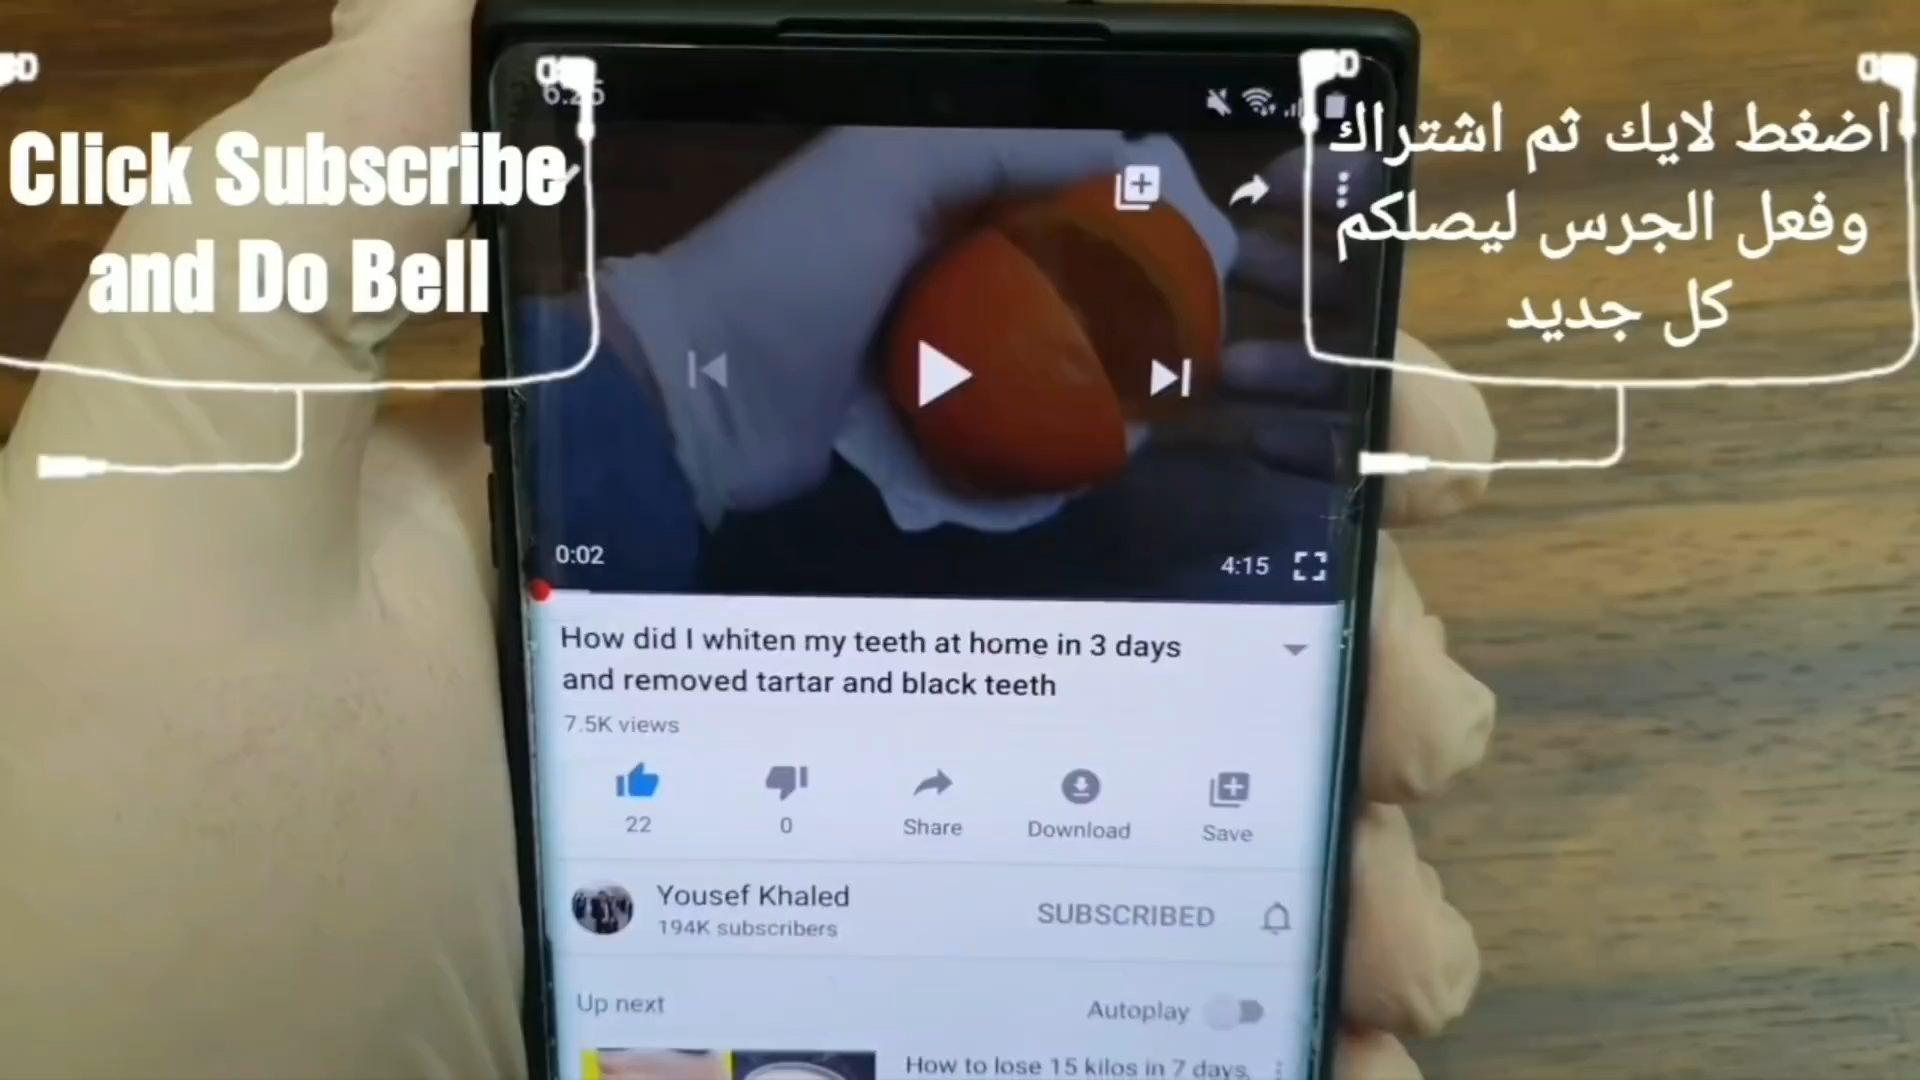 6:25
Click Subscribe
and Do Bell
اضغط لايك ثم اشتراك
وفعل الجرس ليصلكم
كل جديد
0:02
4:15
How did I whiten my teeth at home in 3 days
and removed tartar and black teeth
7.5K views
22
0
Share
Download
Save
Yousef Khaled
194K subscribers
SUBSCRIBED
Up next
Autoplay
How to lose 15 kilos in 7 days,